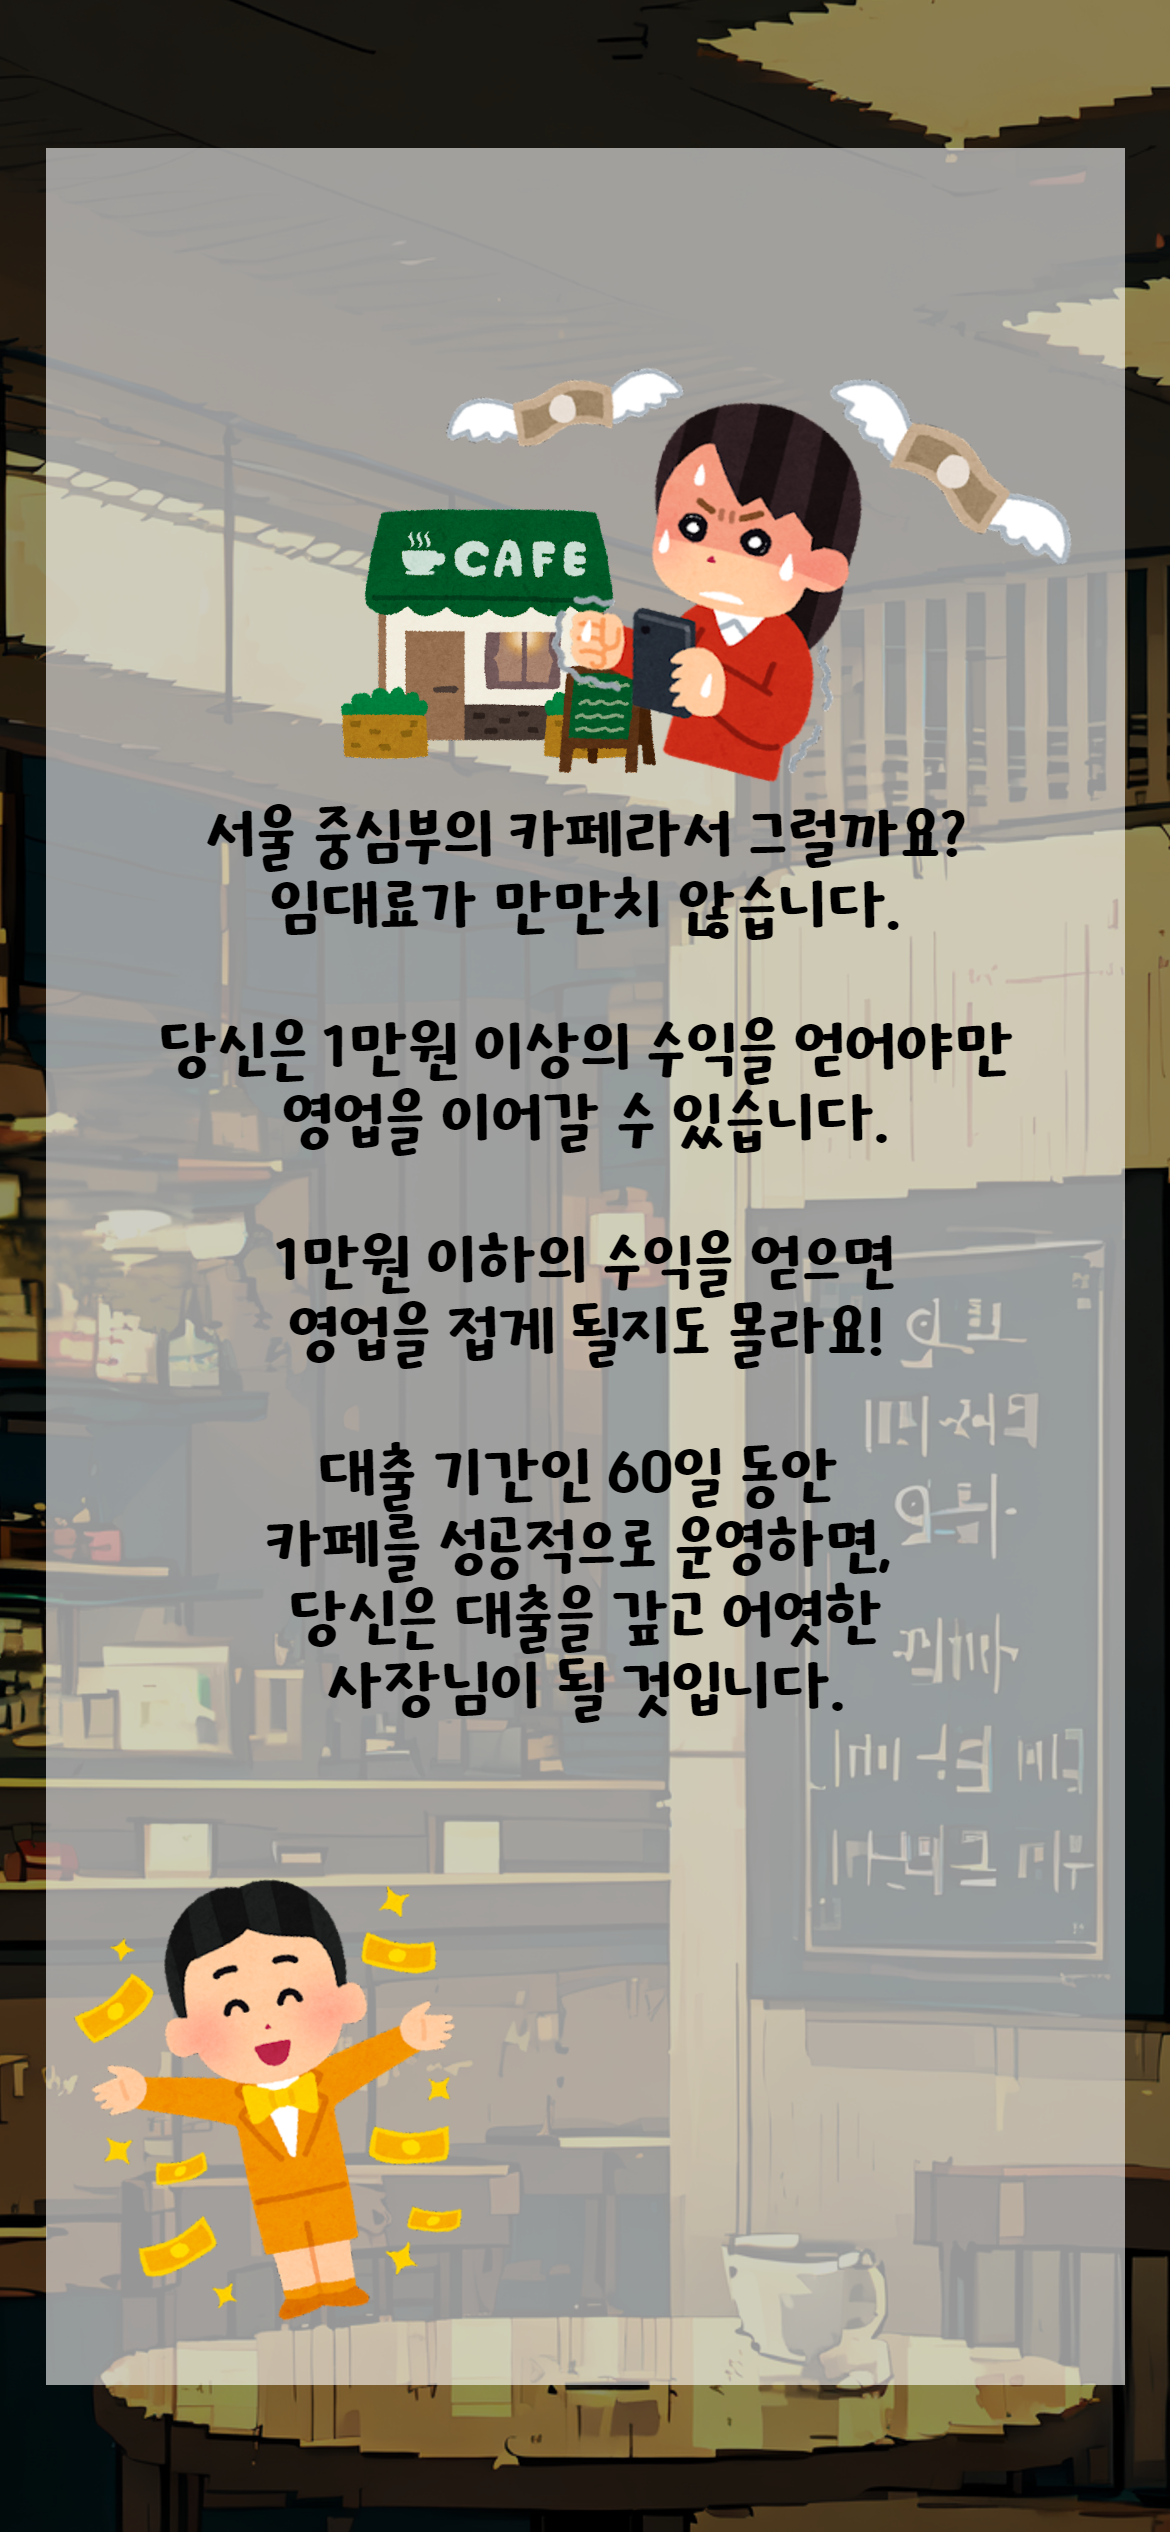 CAFE
서울 중심부의 카페라서 그럴까요?
임대료가 만만치 않습니다.
당신은 1만원 이상의 수익을 얻어야만
영업을 이어갈 수 있습니다.
1만원 이하의 수익을 얻으면
영업을 접게 될지도 몰라요!
대출 기간인 60일 동안
카페를 성공적으로 운영하면,
당신은 대출을 갚고 어엿한
사장님이 될 것입니다.